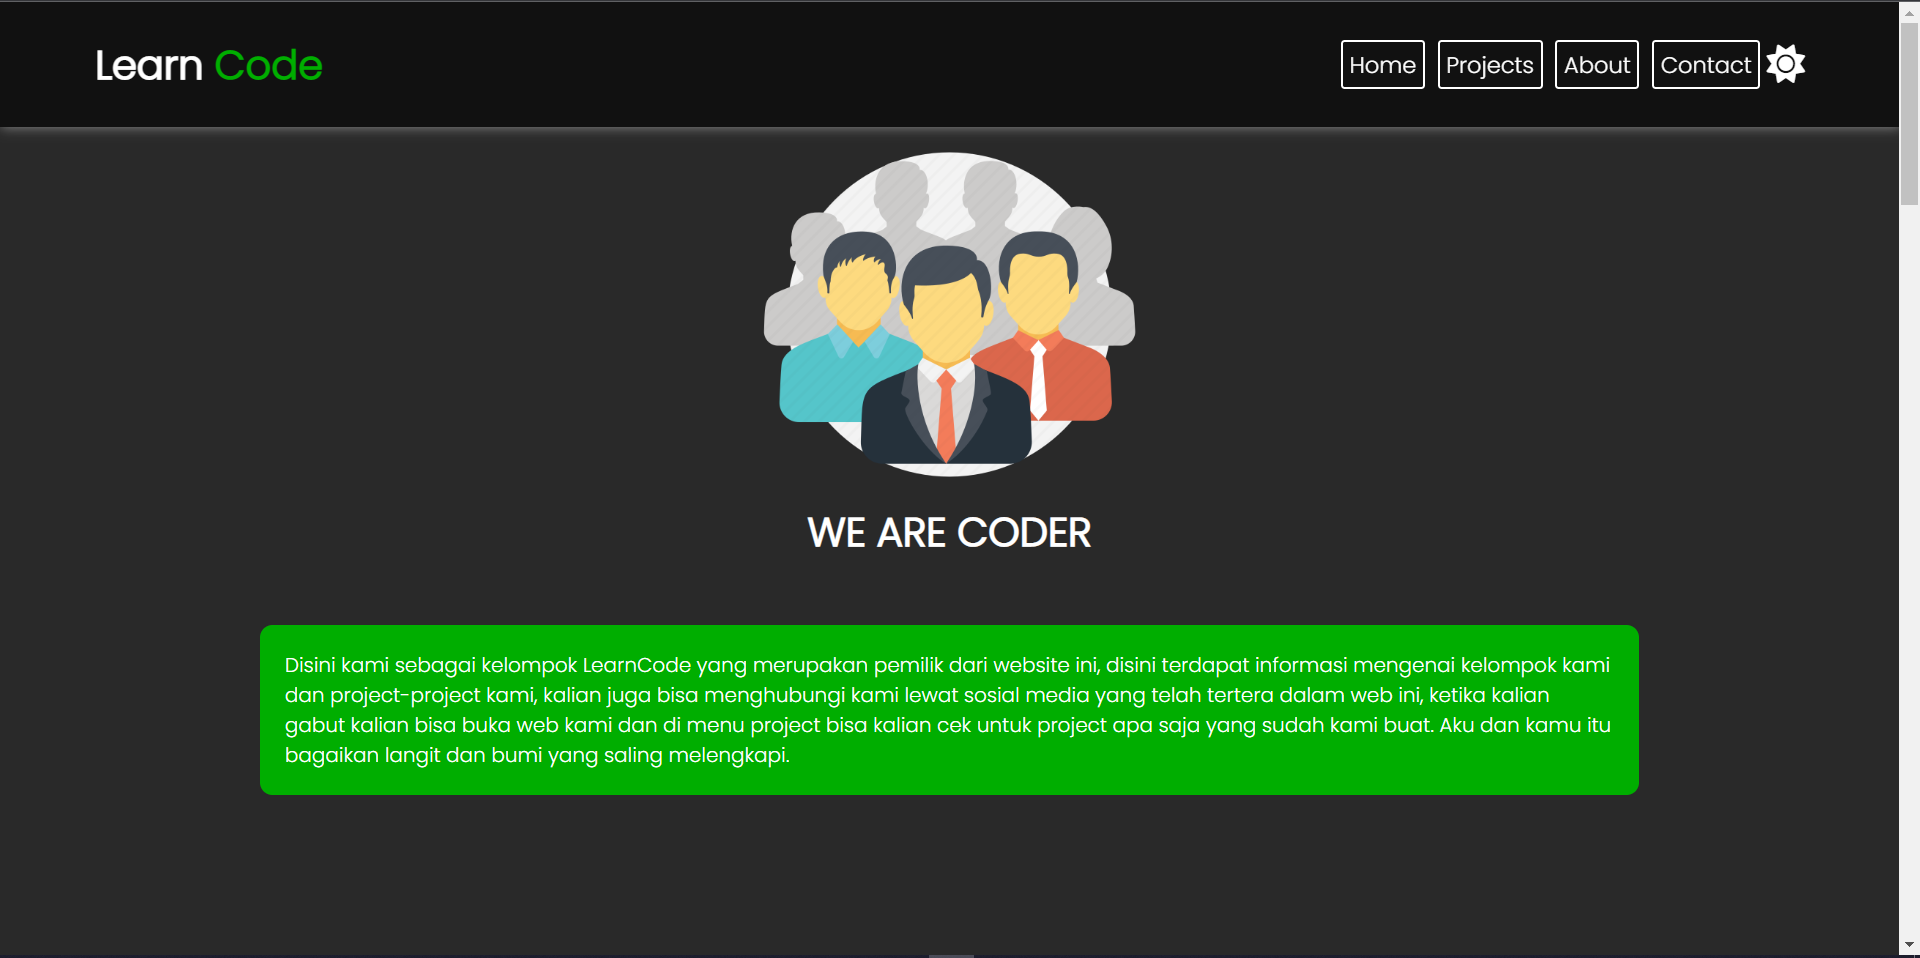 Learn Code
Home Projects About Contact
WE ARE CODER
Disini kami sebagai kelompok LearnCode yang merupakan pemilik dari website ini, disini terdapat informasi mengenai kelompok kami
dan project-project kami, kalian juga bisa menghubungi kami lewat sosial media yang telah tertera dalam web ini, ketika kalian
gabut kalian bisa buka web kami dan di menu project bisa kalian cek untuk project apa saja yang sudah kami buat. Aku dan kamu itu
bagaikan langit dan bumi yang saling melengkapi.